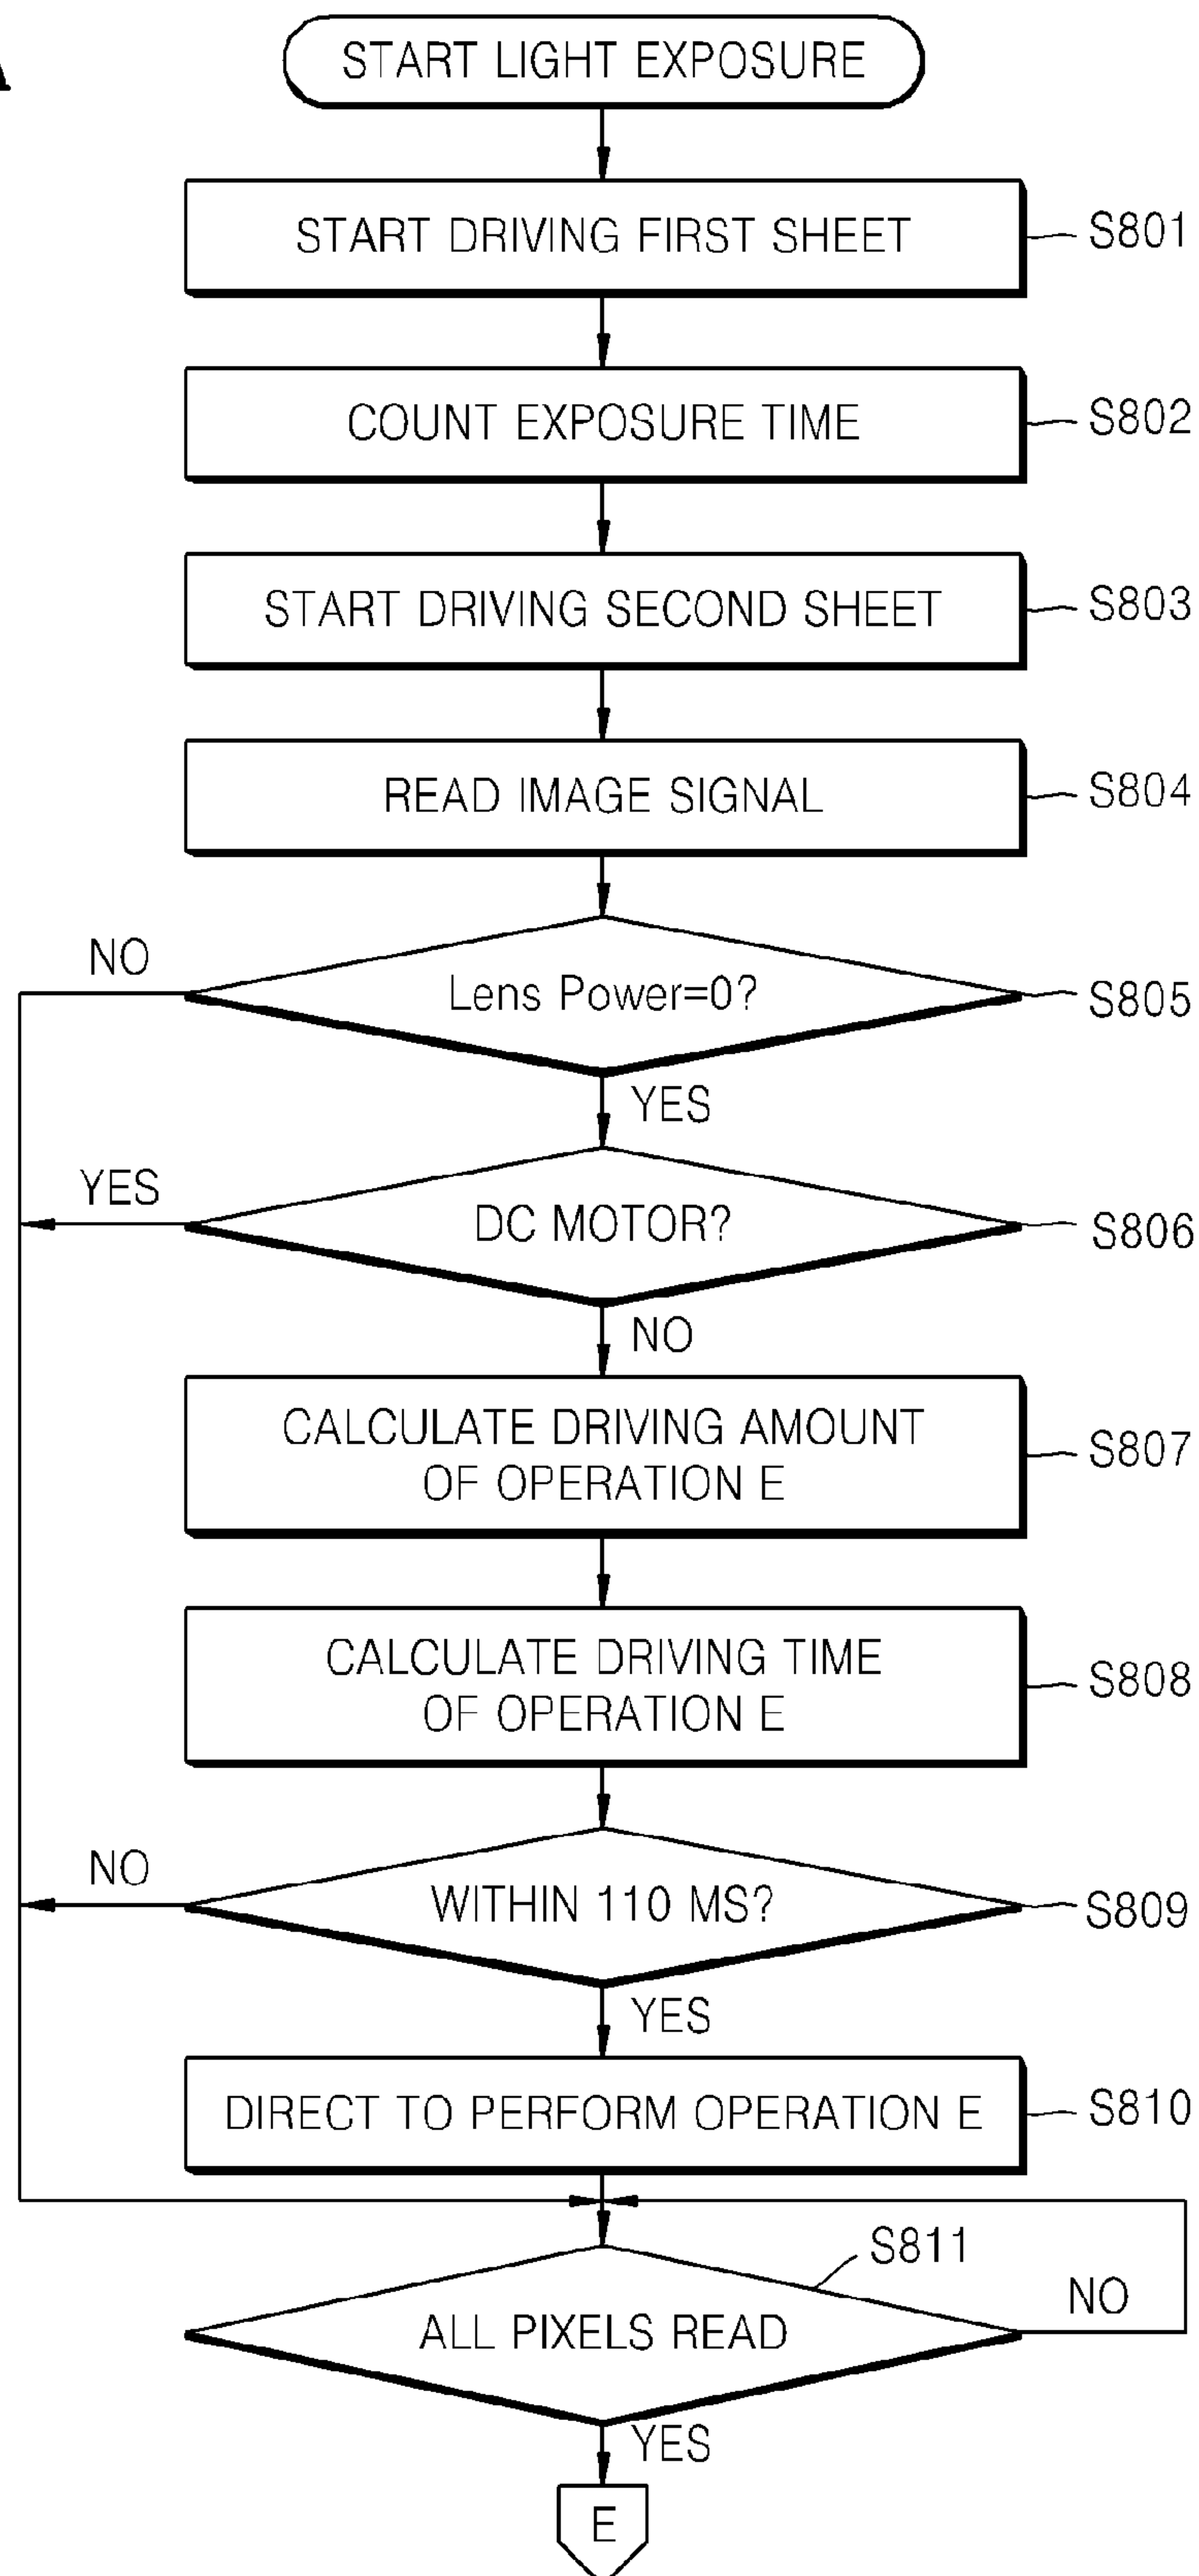 START LIGHT EXPOSURE
START DRIVING FIRST SHEET
S801
COUNT EXPOSURE TIME
S802
START DRIVING SECOND SHEET
S803
READ IMAGE SIGNAL
S804
NO
Lens Power=0?
S805
YES
YES
DC MOTOR?
S806
NO
CALCULATE DRIVING AMOUNT
OF OPERATION E
S807
CALCULATE DRIVING TIME
OF OPERATION E
S808
NO
WITHIN 110 MS?
S809
YES
DIRECT TO PERFORM OPERATION E
S810
S811
ALL PIXELS READ
NO
YES
E